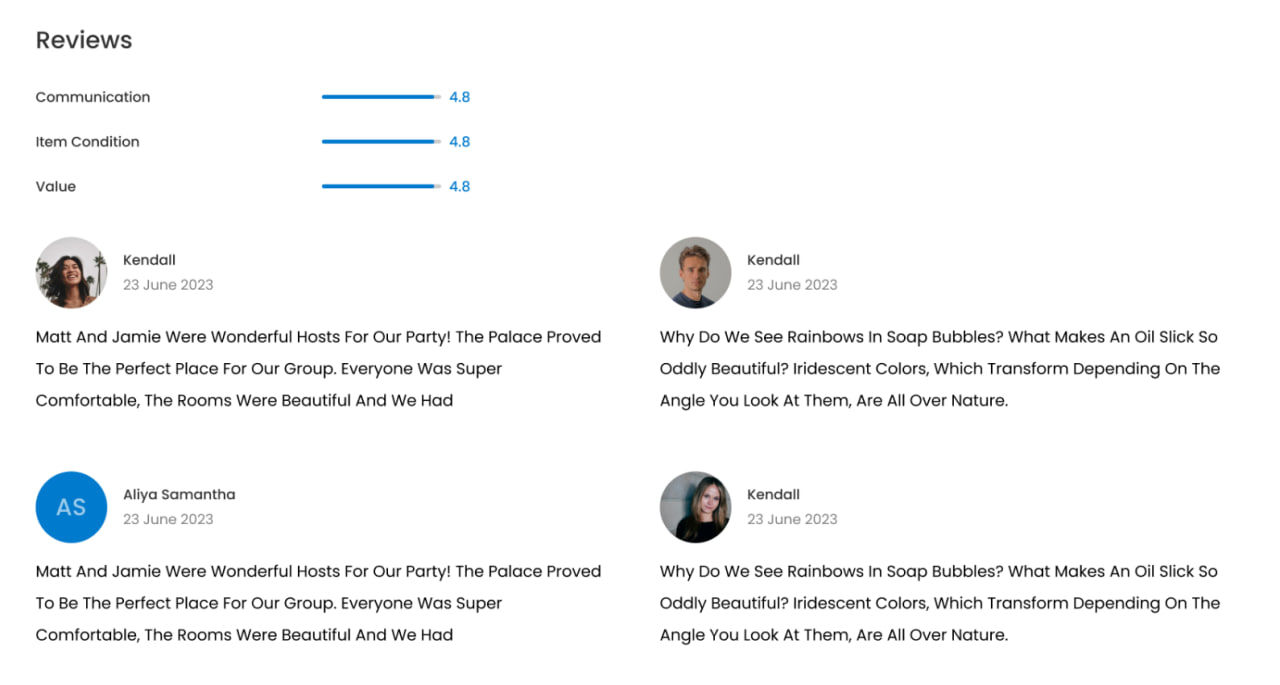 Reviews
Communication 4.8
Item Condition 4.8
Value 4.8
Kendall
23 June 2023
Matt And Jamie Were Wonderful Hosts For Our Party! The Palace Proved
To Be The Perfect Place For Our Group. Everyone Was Super
Comfortable, The Rooms Were Beautiful And We Had
Kendall
23 June 2023
Why Do We See Rainbows In Soap Bubbles? What Makes An Oil Slick So
Oddly Beautiful? Iridescent Colors, Which Transform Depending On The
Angle You Look At Them, Are All Over Nature.
AS
Aliya Samantha
23 June 2023
Matt And Jamie Were Wonderful Hosts For Our Party! The Palace Proved
To Be The Perfect Place For Our Group. Everyone Was Super
Comfortable, The Rooms Were Beautiful And We Had
Kendall
23 June 2023
Why Do We See Rainbows In Soap Bubbles? What Makes An Oil Slick So
Oddly Beautiful? Iridescent Colors, Which Transform Depending On The
Angle You Look At Them, Are All Over Nature.